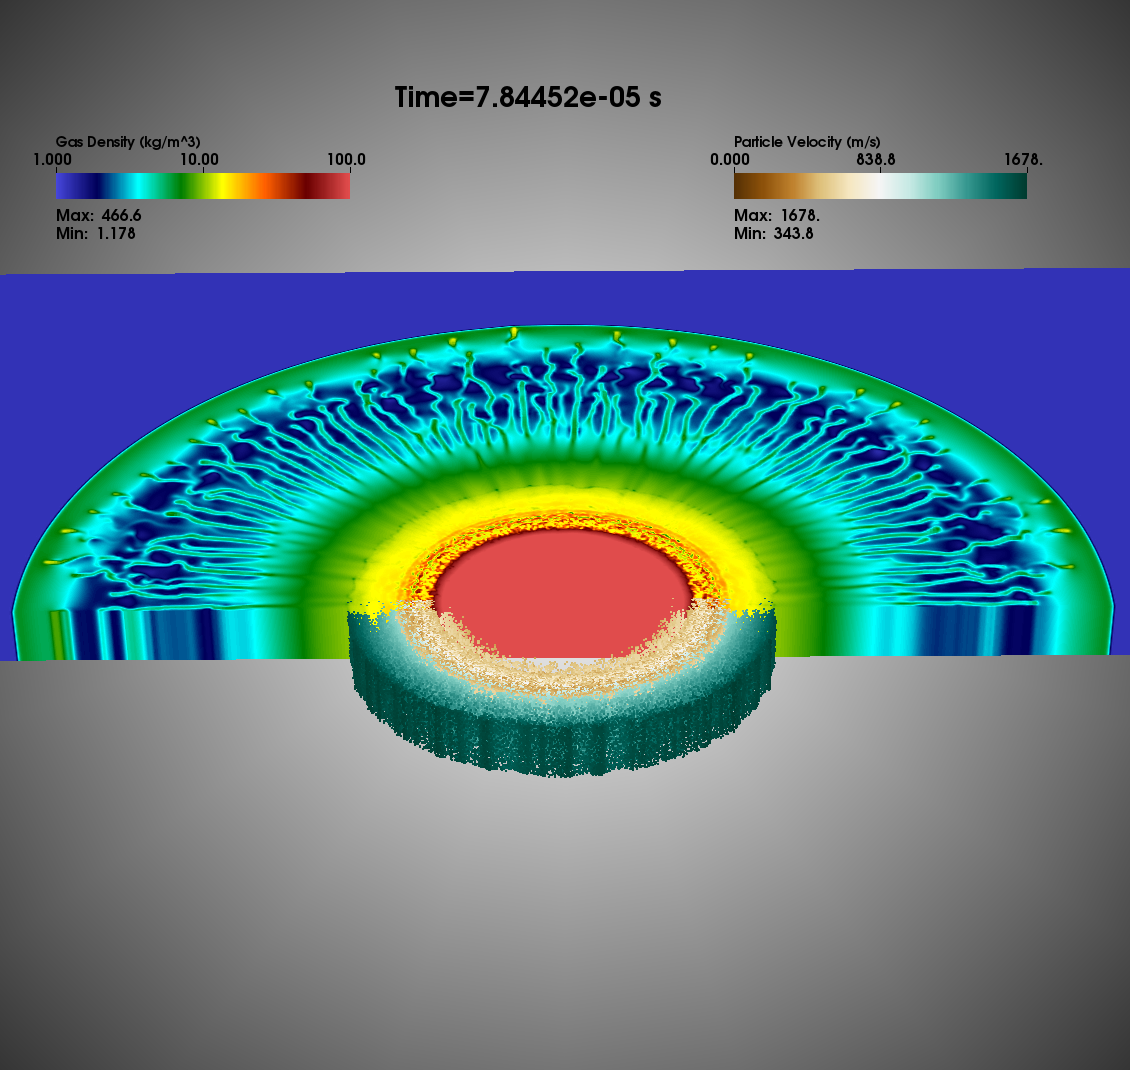 Time=7.84452e-05 s
Gas Density (kg/m^3)
1.000 10.00 100.0
Max: 466.6
Min: 1.178
Particle Velocity (m/s)
0.000 838.8 1678.
Max: 1678.
Min: 343.8